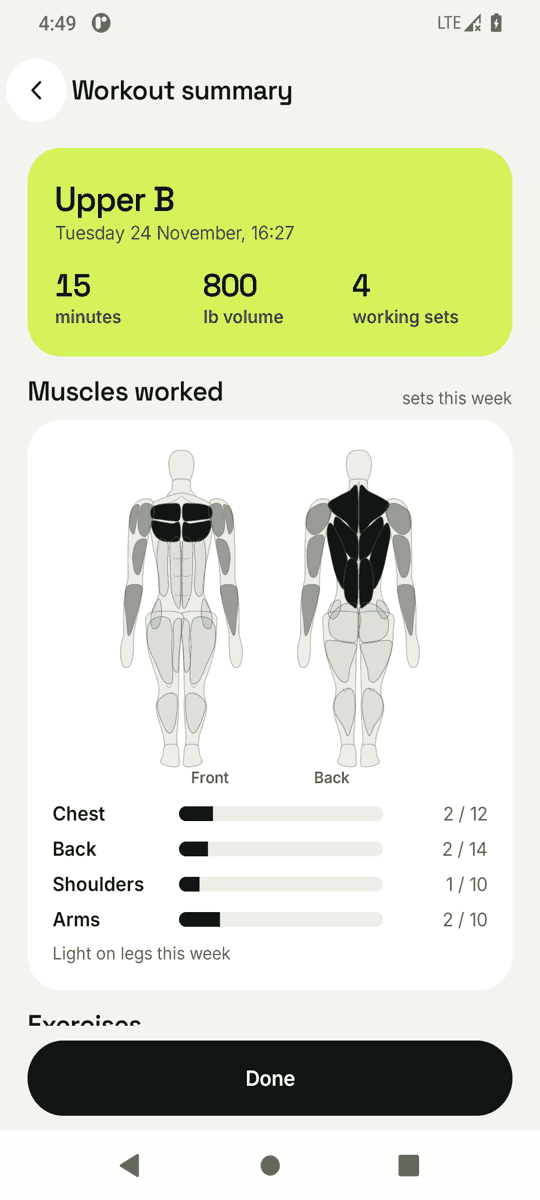 4:49
LTE
Workout summary
Upper B
Tuesday 24 November, 16:27
15 800 4
minutes lb volume working sets
Muscles worked
sets this week
Front Back
Chest 2 / 12
Back 2 / 14
Shoulders 1 / 10
Arms 2 / 10
Light on legs this week
Exercises
Done